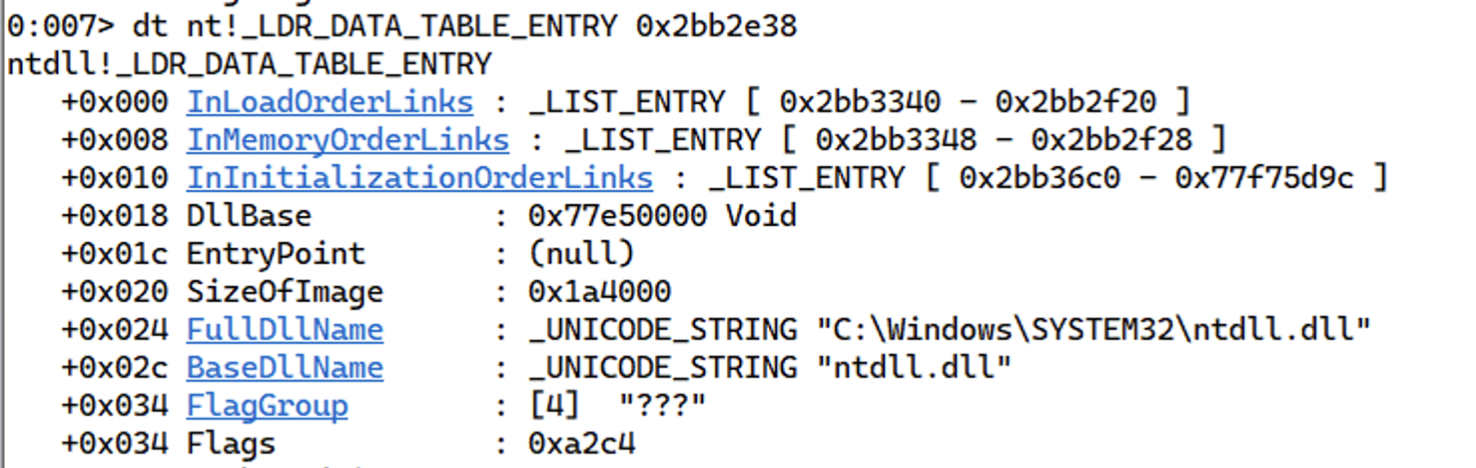 0:007> dt nt!_LDR_DATA_TABLE_ENTRY 0x2bb2e38
ntdll!_LDR_DATA_TABLE_ENTRY
   +0x000 InLoadOrderLinks : _LIST_ENTRY [ 0x2bb3340 - 0x2bb2f20 ]
   +0x008 InMemoryOrderLinks : _LIST_ENTRY [ 0x2bb3348 - 0x2bb2f28 ]
   +0x010 InInitializationOrderLinks : _LIST_ENTRY [ 0x2bb36c0 - 0x77f75d9c ]
   +0x018 DllBase          : 0x77e50000 Void
   +0x01c EntryPoint       : (null)
   +0x020 SizeOfImage      : 0x1a4000
   +0x024 FullDllName      : _UNICODE_STRING "C:\Windows\SYSTEM32\ntdll.dll"
   +0x02c BaseDllName      : _UNICODE_STRING "ntdll.dll"
   +0x034 FlagGroup        : [4]  "???"
   +0x034 Flags            : 0xa2c4